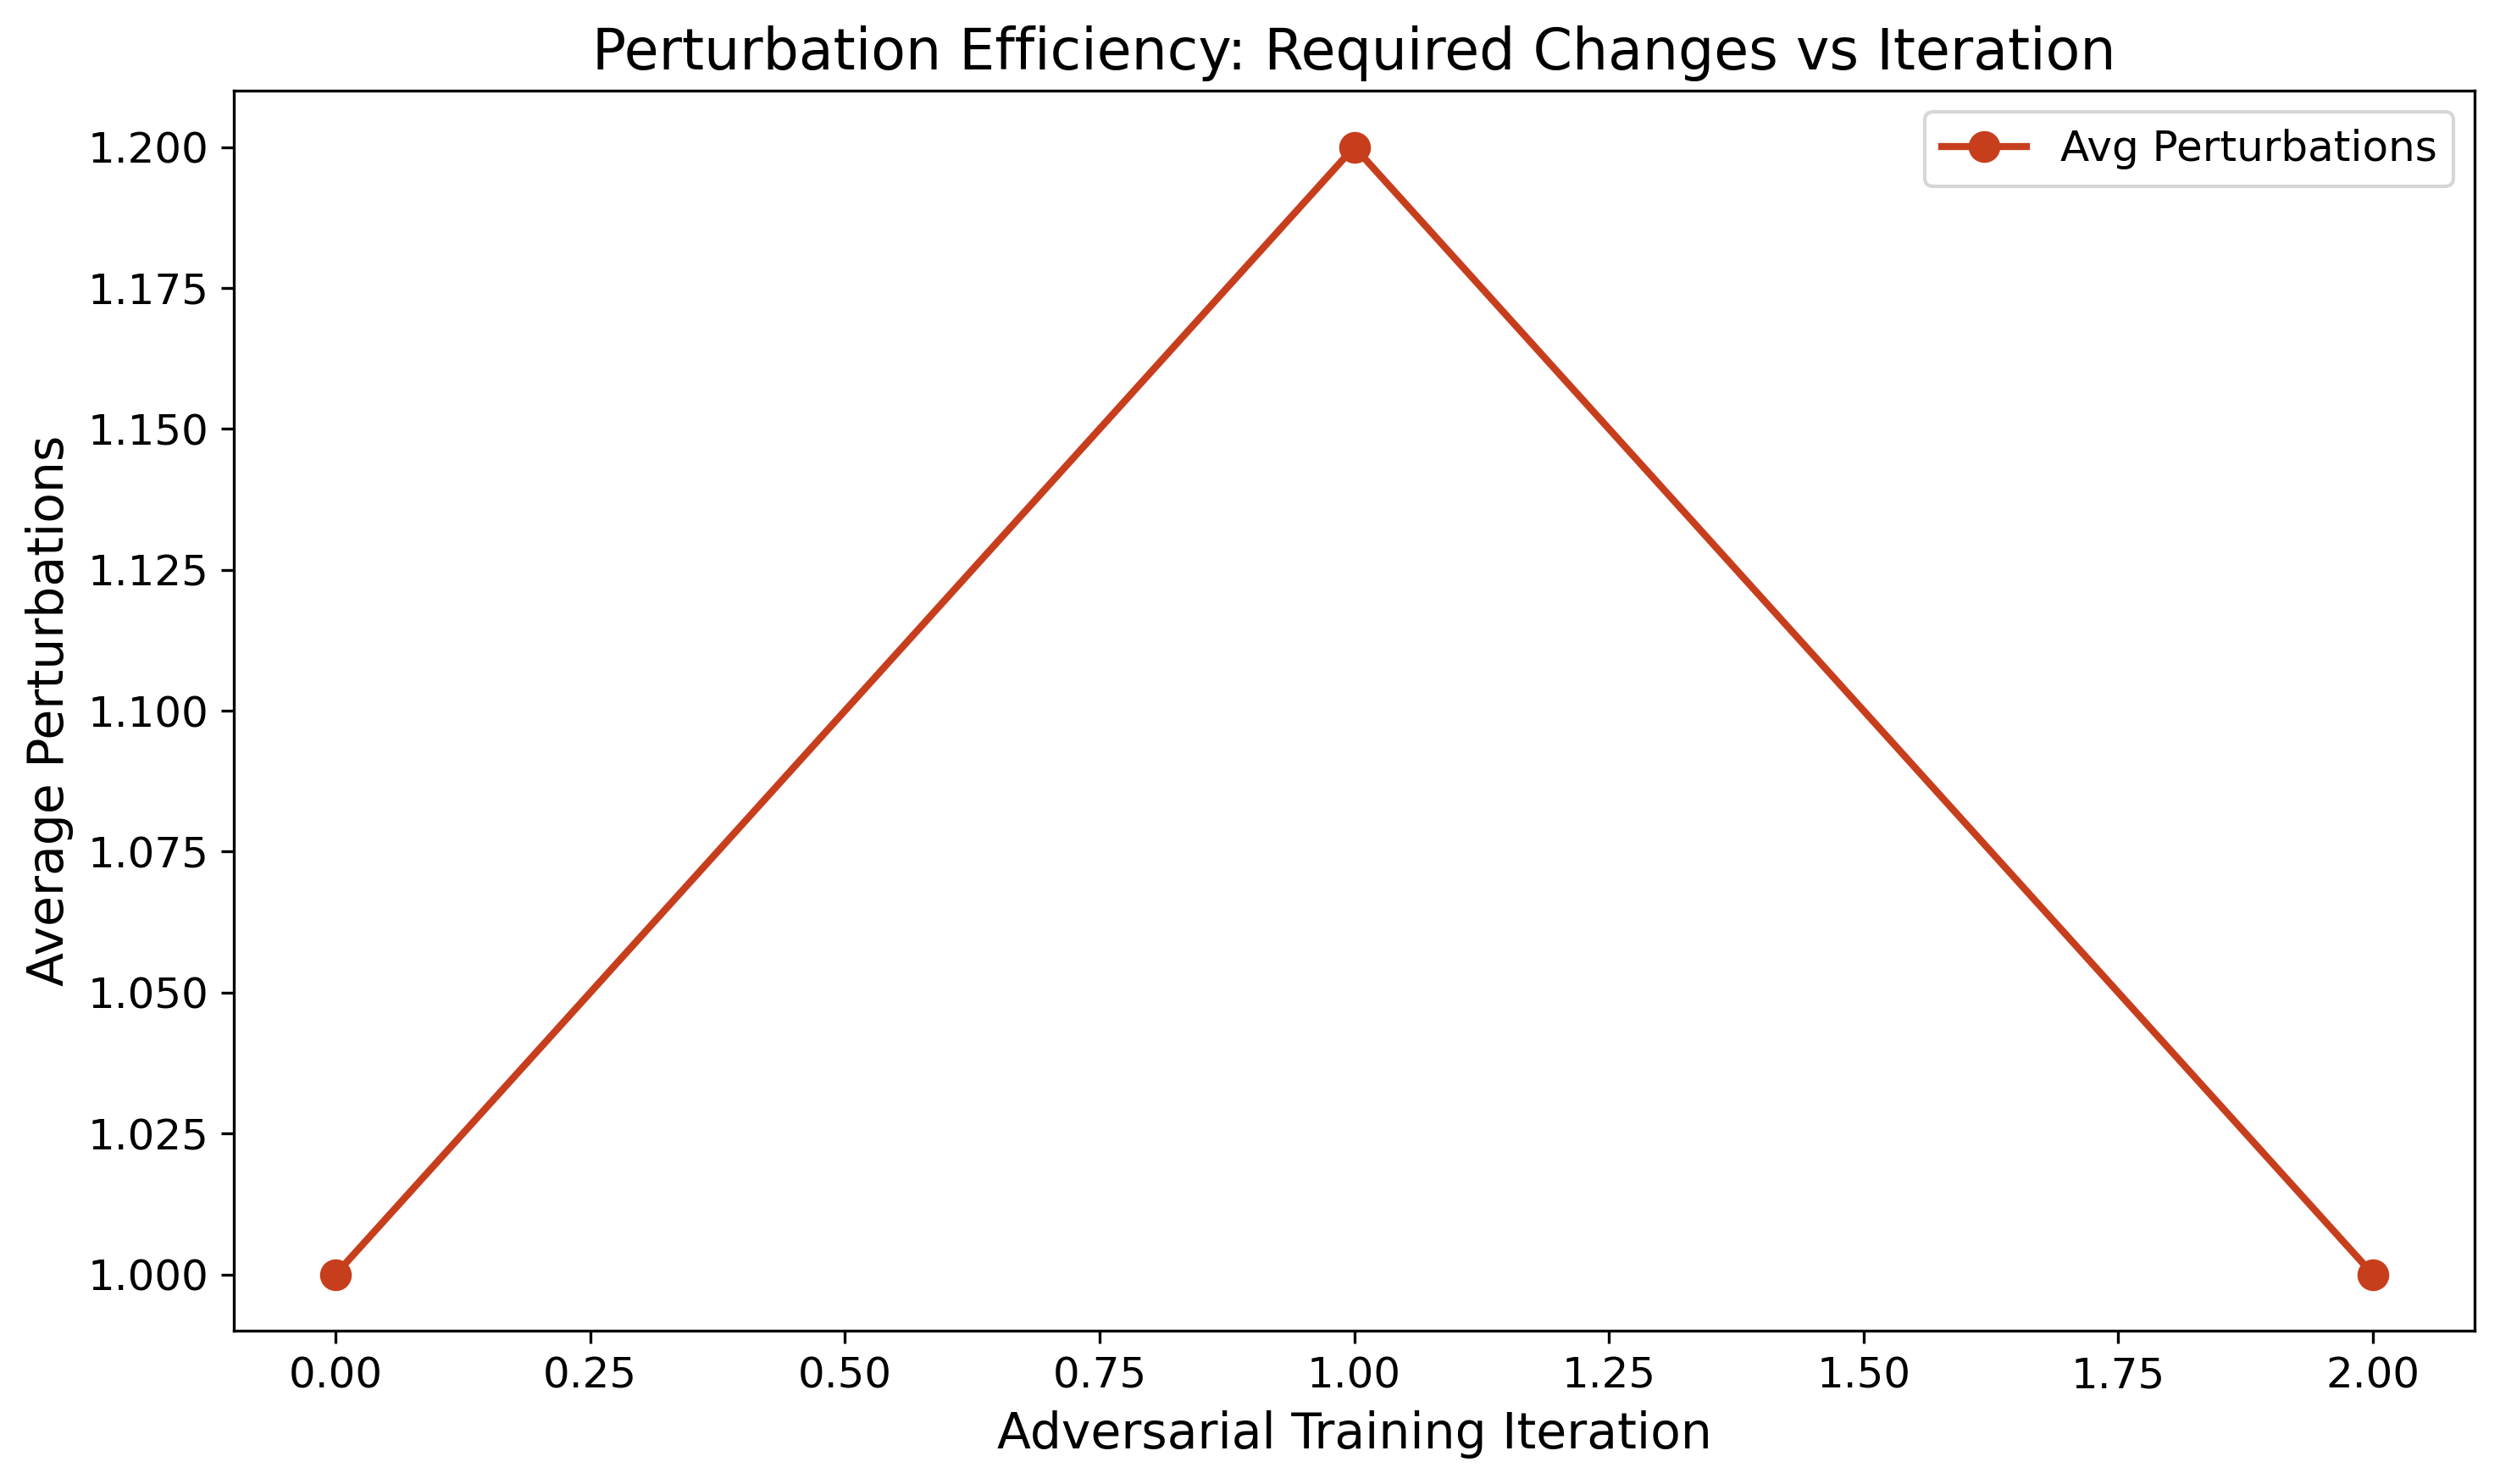 Perturbation Efficiency: Required Changes vs Iteration
Avg Perturbations
Average Perturbations
1.200
1.175
1.150
1.125
1.100
1.075
1.050
1.025
1.000
0.00 0.25 0.50 0.75 1.00 1.25 1.50 1.75 2.00
Adversarial Training Iteration